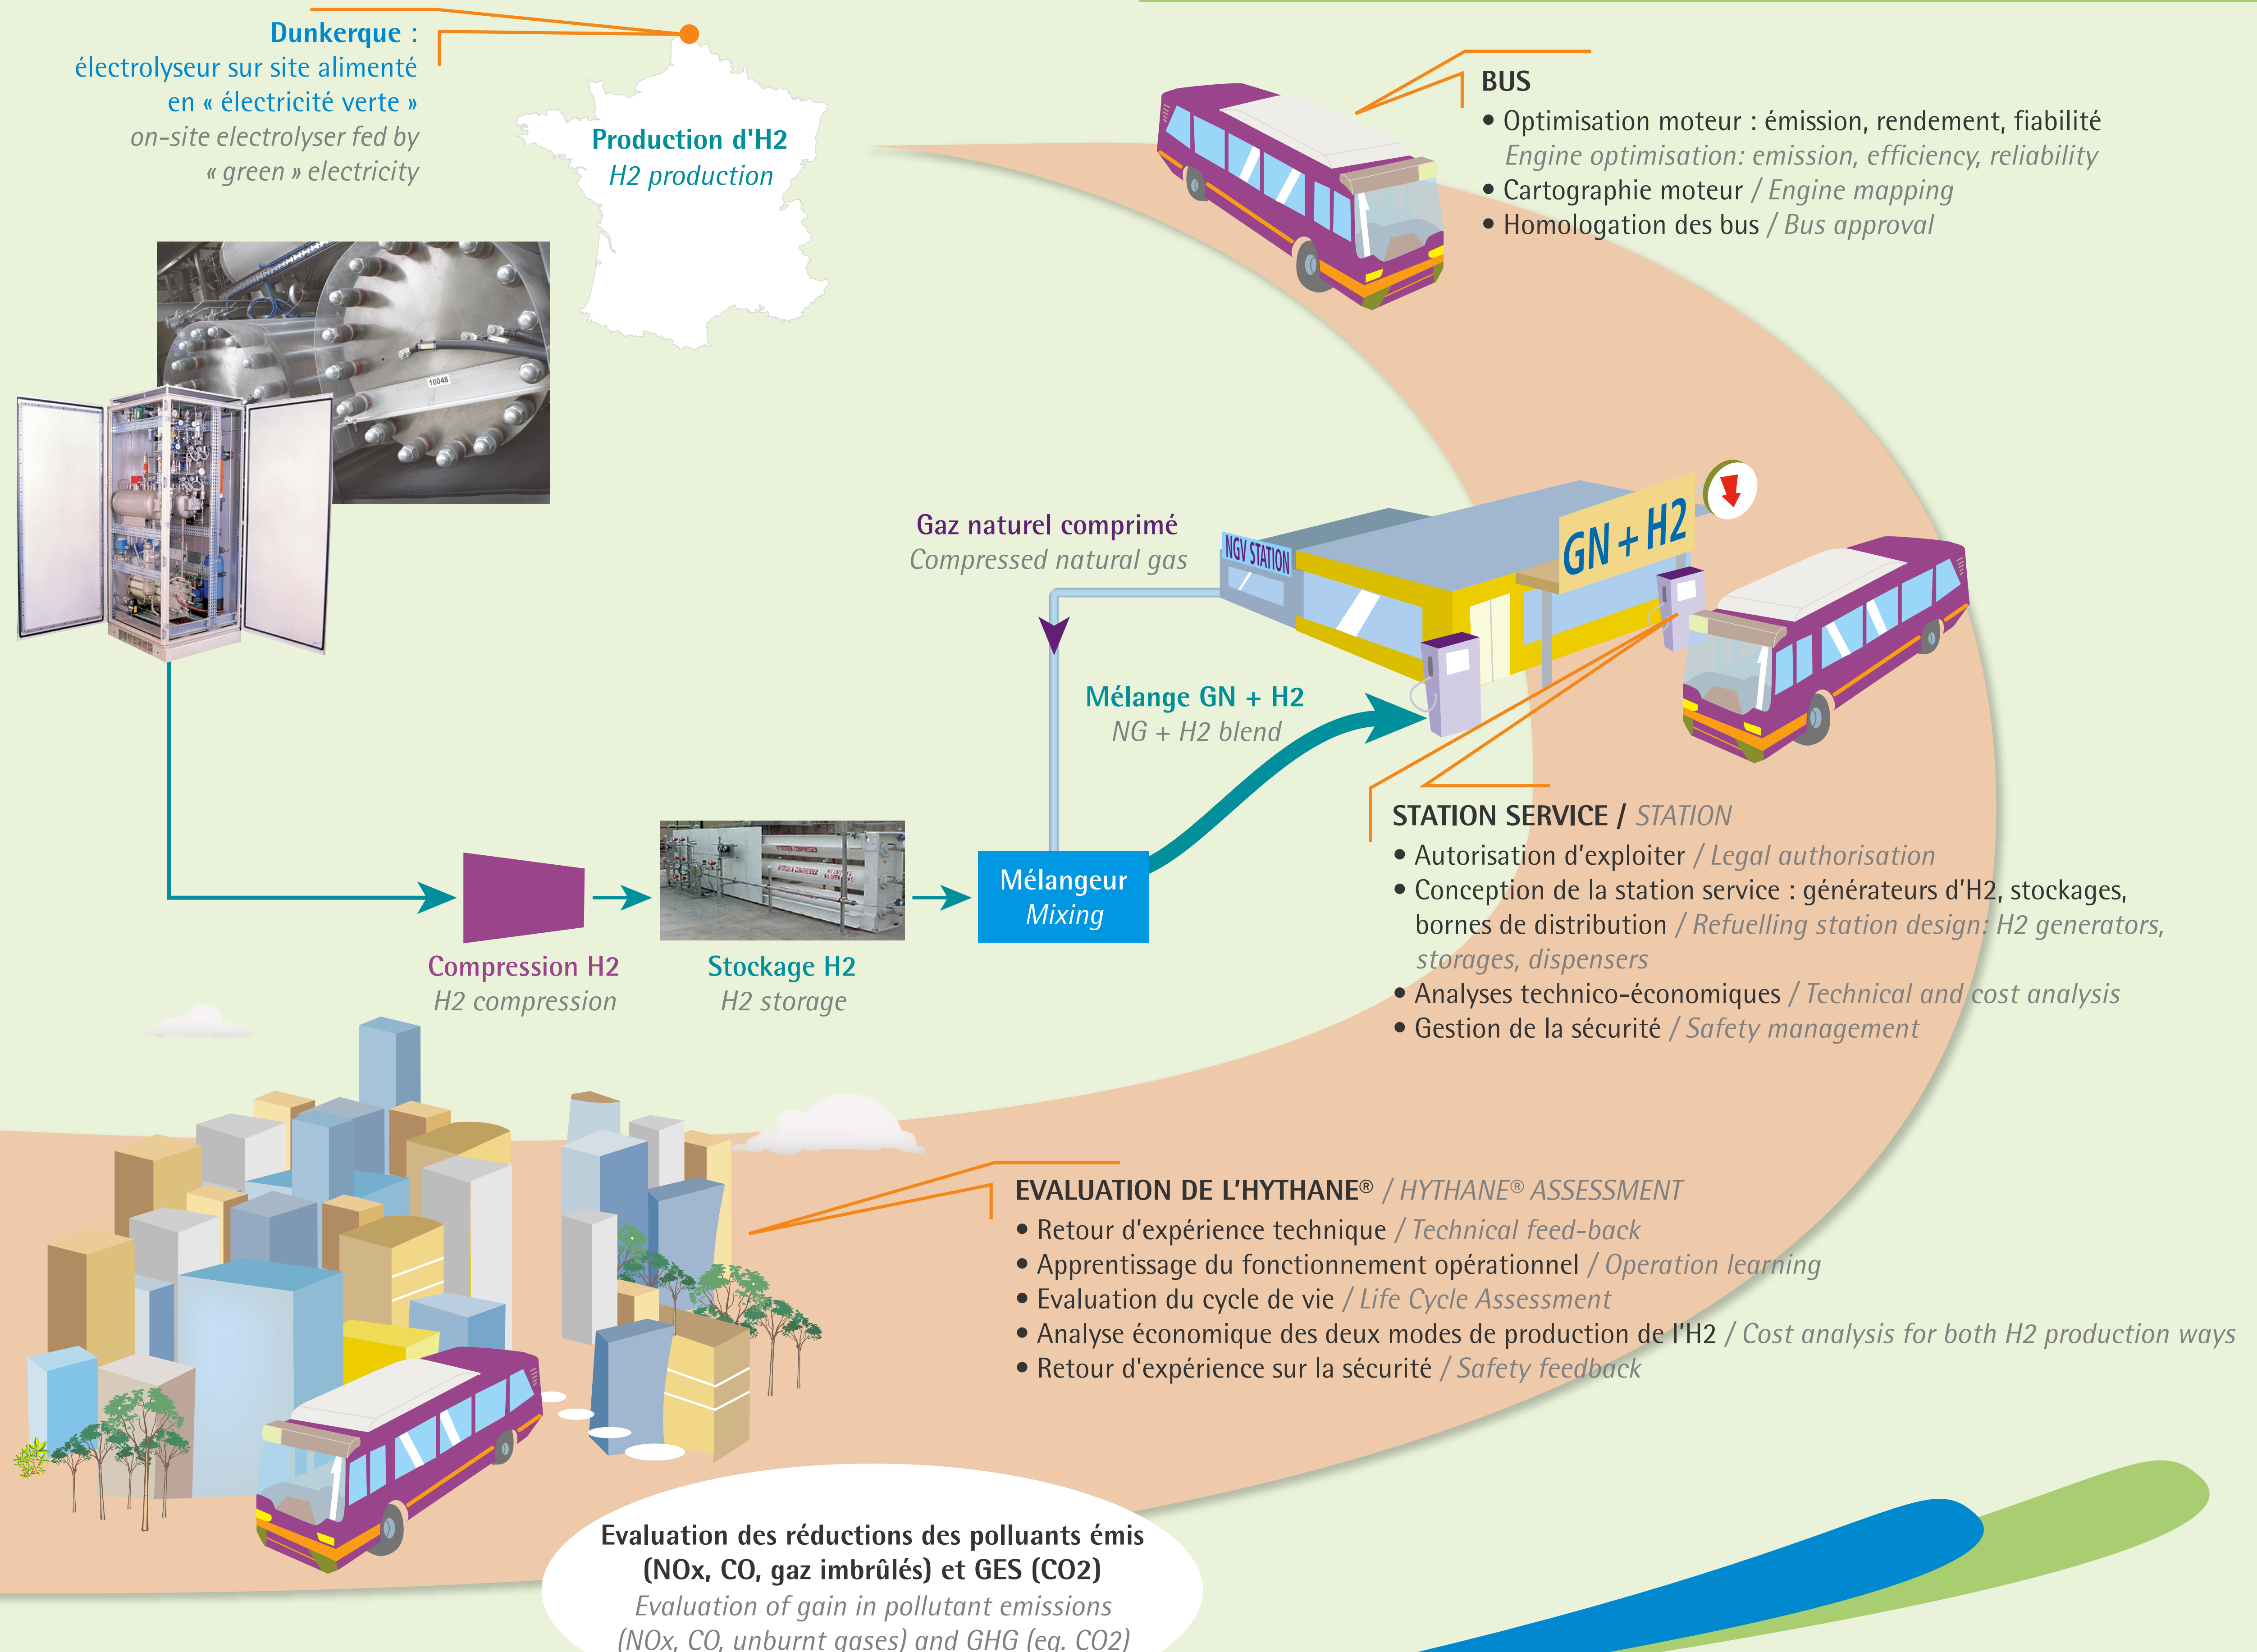 Dunkerque :
électrolyseur sur site alimenté
en « électricité verte »
on-site electrolyser fed by
« green » electricity
Production d'H2
H2 production
BUS
• Optimisation moteur : émission, rendement, fiabilité
Engine optimisation: emission, efficiency, reliability
• Cartographie moteur / Engine mapping
• Homologation des bus / Bus approval
10048
Gaz naturel comprimé
Compressed natural gas
NGV STATION
GN + H2
Mélange GN + H2
NG + H2 blend
STATION SERVICE / STATION
• Autorisation d’exploiter / Legal authorisation
• Conception de la station service : générateurs d’H2, stockages,
bornes de distribution / Refuelling station design: H2 generators,
storages, dispensers
• Analyses technico-économiques / Technical and cost analysis
• Gestion de la sécurité / Safety management
Mélangeur
Mixing
Compression H2
H2 compression
Stockage H2
H2 storage
EVALUATION DE L’HYTHANE® / HYTHANE® ASSESSMENT
• Retour d’expérience technique / Technical feed-back
• Apprentissage du fonctionnement opérationnel / Operation learning
• Evaluation du cycle de vie / Life Cycle Assessment
• Analyse économique des deux modes de production de l’H2 / Cost analysis for both H2 production ways
• Retour d'expérience sur la sécurité / Safety feedback
Evaluation des réductions des polluants émis
(NOx, CO, gaz imbrûlés) et GES (CO2)
Evaluation of gain in pollutant emissions
(NOx, CO, unburnt gases) and GHG (eg. CO2)